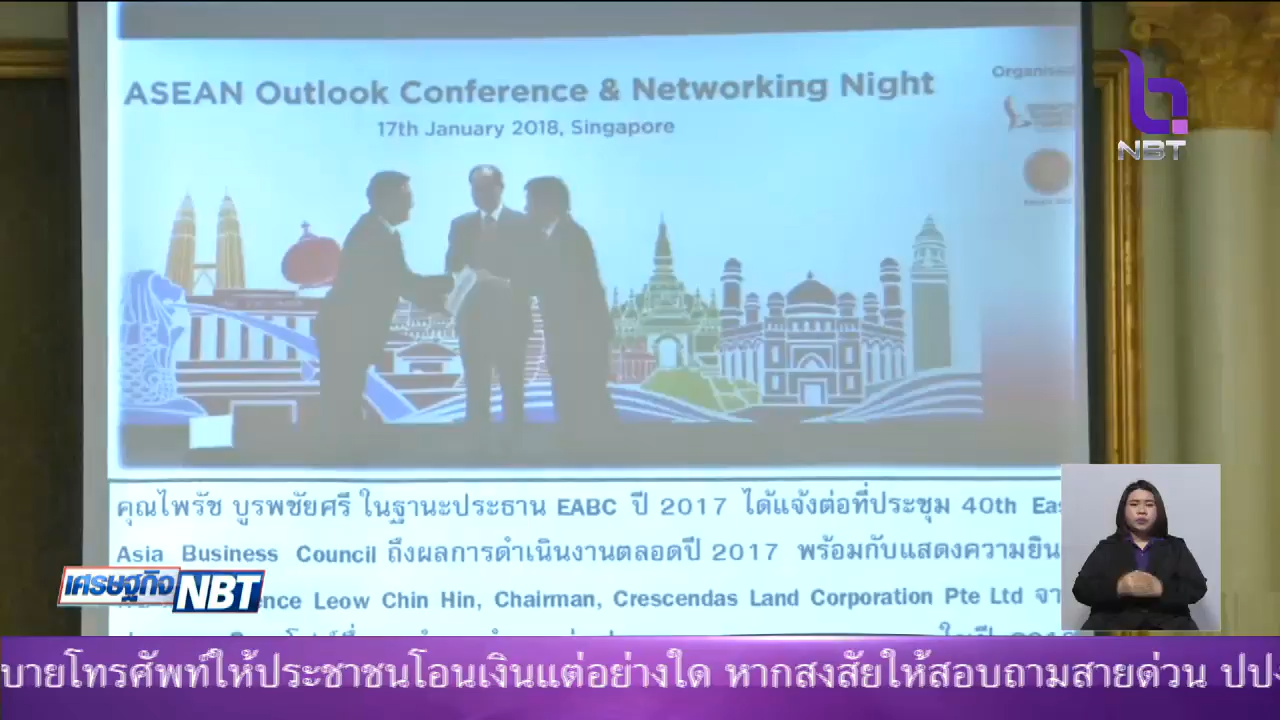 ASEAN Outlook Conference & Networking Night
17th January 2018, Singapore
NBT
คุณไพรัช บูรพชัยศรี ในฐานะประธาน EABC ปี 2017 ได้แจ้งต่อที่ประชุม 40th
Asia Business Council ถึงผลการดำเนินงานตลอดปี 2017 พร้อมกับแสดงความยิน
Leow Chin Hin, Chairman, Crescendas Land Corporation Pte Ltd
เศรษฐกิจ NBT
บายโทรศัพท์ให้ประชาชนโอนเงินแต่อย่างใด หากสงสัยให้สอบถามสายด่วน ปปง